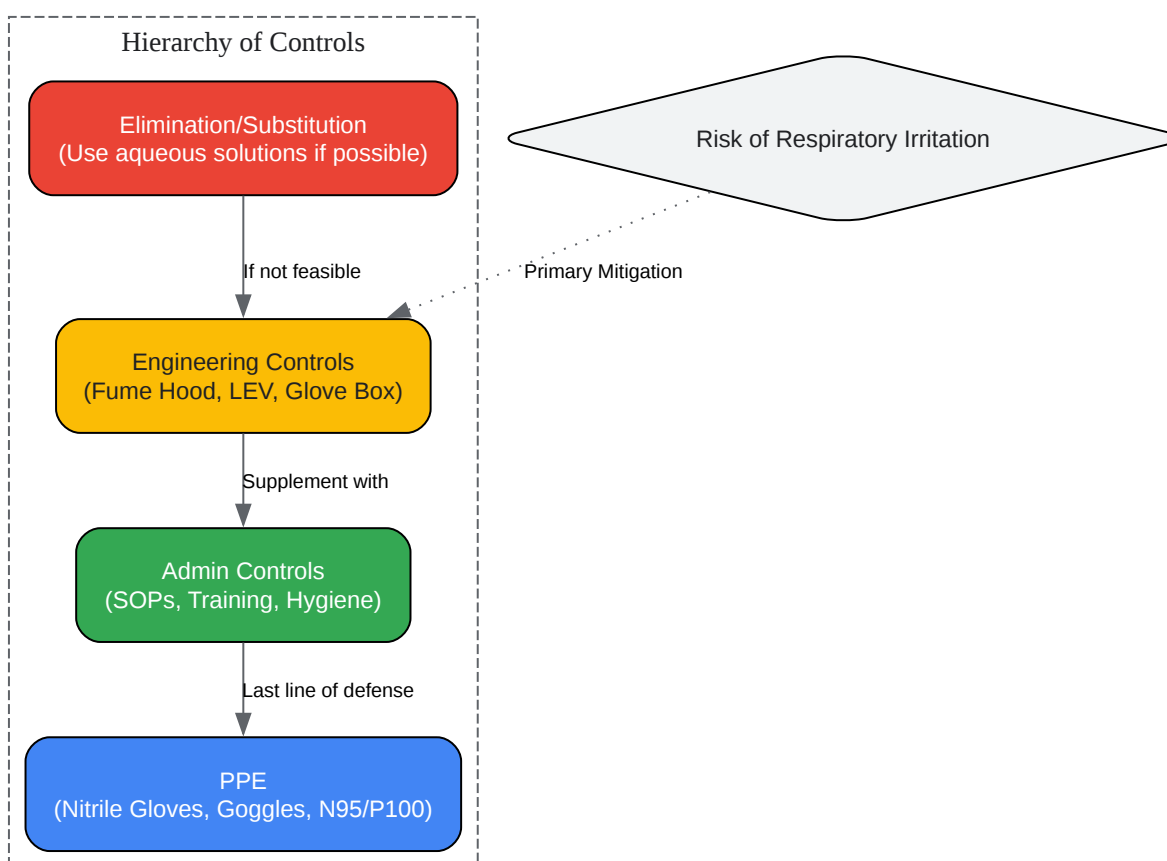 Hierarchy of Controls
Elimination/Substitution
(Use aqueous solutions if possible)
Risk of Respiratory Irritation
If not feasible
Primary Mitigation
Engineering Controls
(Fume Hood, LEV, Glove Box)
Supplement with
Admin Controls
(SOPs, Training, Hygiene)
Last line of defense
PPE
(Nitrile Gloves, Goggles, N95/P100)